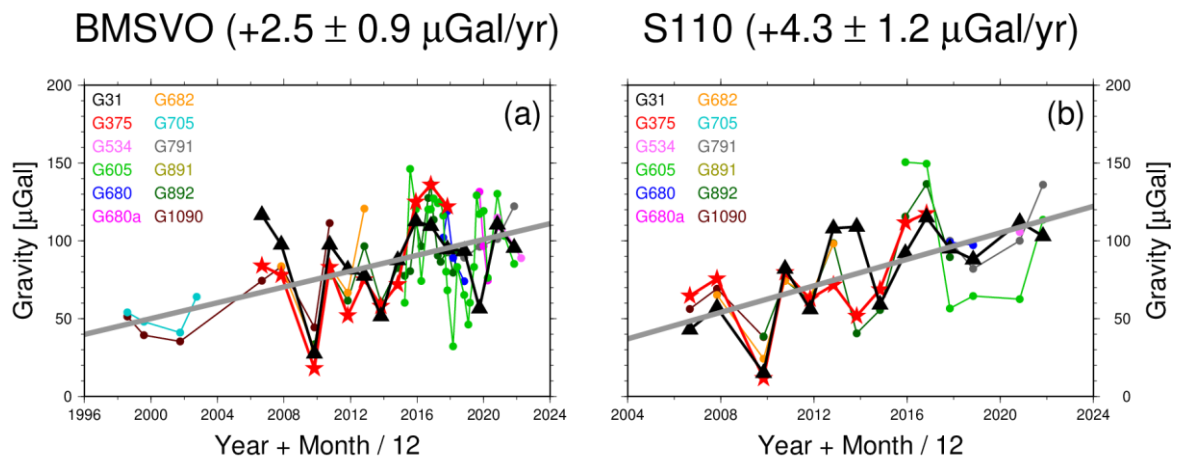 BMSVO (+2.5 ± 0.9 μGal/yr)
S110 (+4.3 ± 1.2 μGal/yr)
Gravity [μGal]
200
150
100
50
0
G31 G682
G375 G705
G534 G791
G605 G891
G680 G892
G680a G1090
(a)
1996 2000 2004 2008 2012 2016 2020 2024
Year + Month / 12
G31 G682
G375 G705
G534 G791
G605 G891
G680 G892
G680a G1090
(b)
200
150
100
50
0
Gravity [μGal]
2004 2008 2012 2016 2020 2024
Year + Month / 12